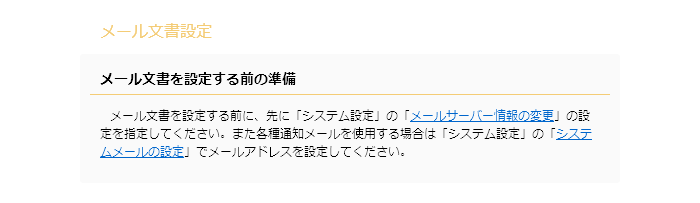 メール文書設定
メール文書を設定する前の準備
メール文書を設定する前に、先に「システム設定」の「メールサーバー情報の変更」の設
定を指定してください。また各種通知メールを使用する場合は「システム設定」の「システ
ムメールの設定」でメールアドレスを設定してください。